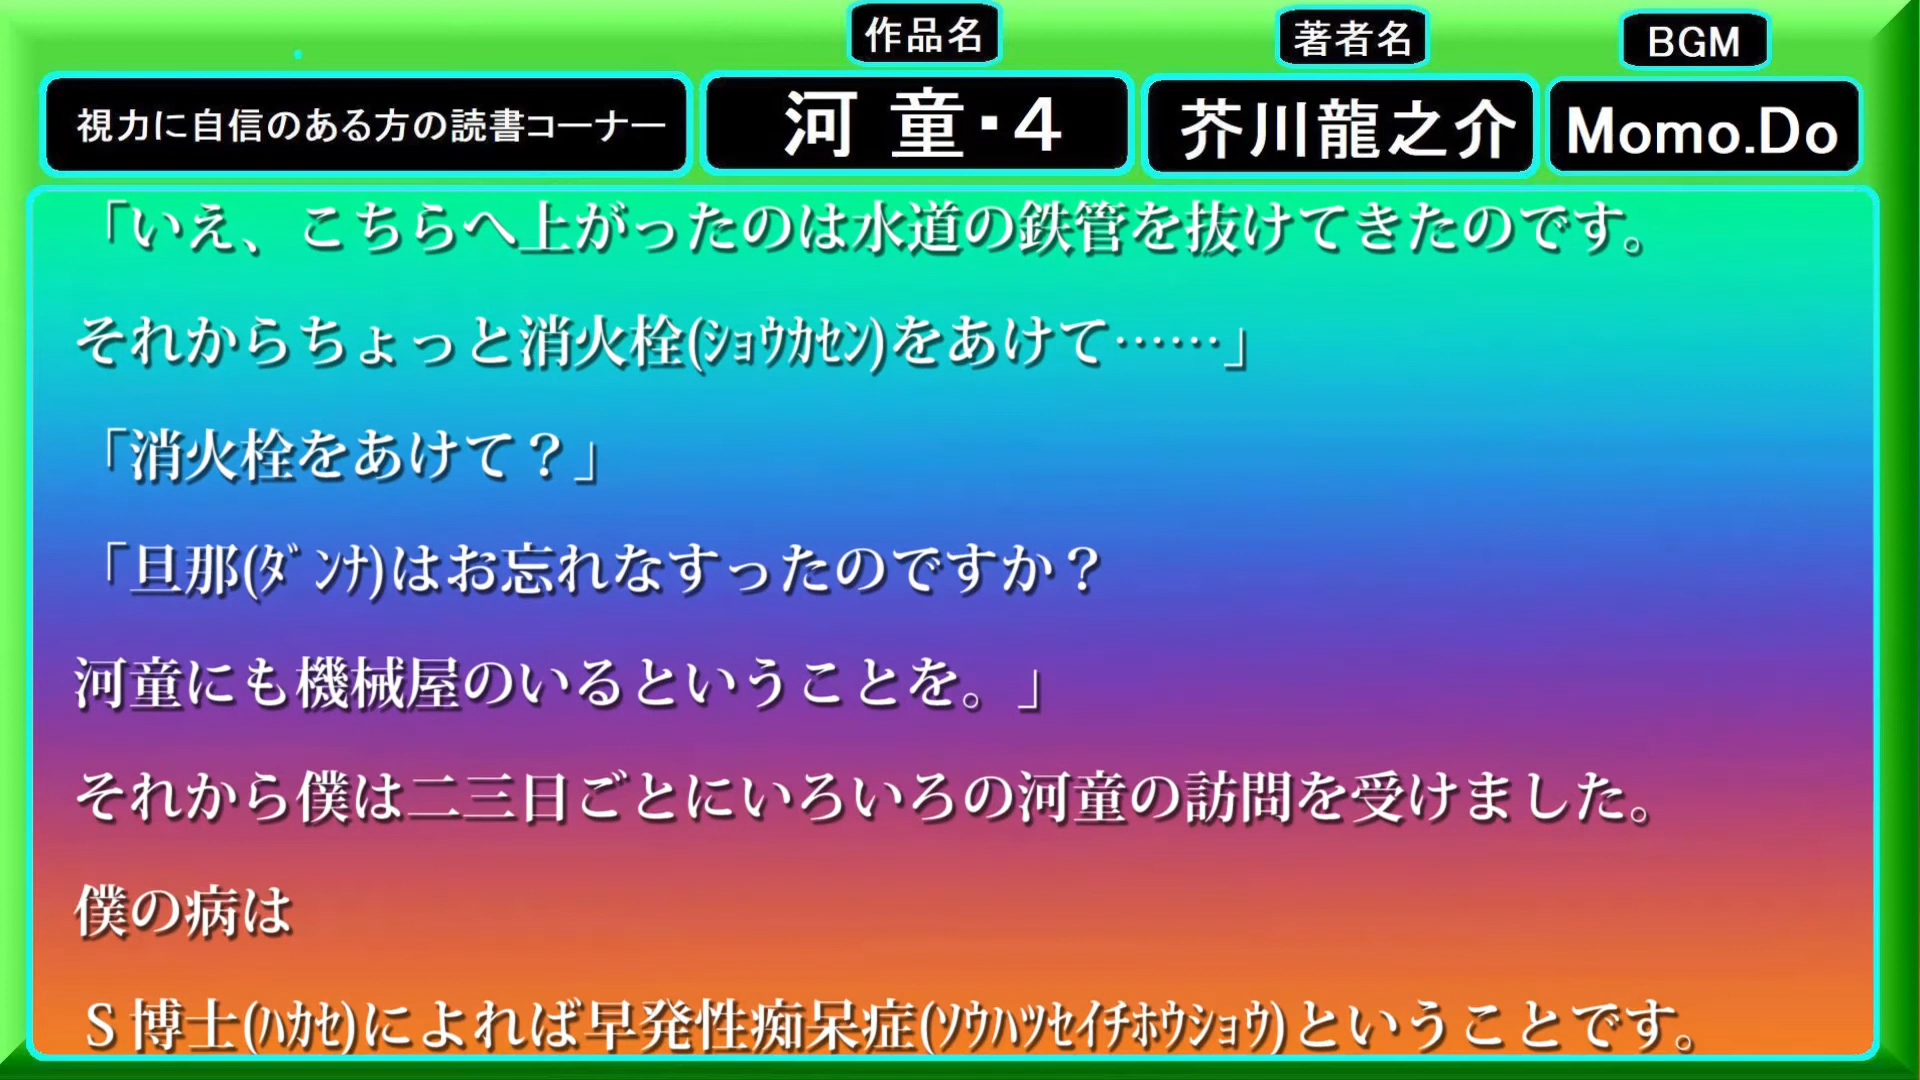 作品名
著者名
BGM
視力に自信のある方の読書コーナー
河 童・4
芥川龍之介
Momo.Do
「いえ、こちらへ上がったのは水道の鉄管を抜けてきたのです。
それからちょっと消火栓(ｼｮｳｶｾﾝ)をあけて……」
「消火栓をあけて？」
「旦那(ﾀﾞﾝﾅ)はお忘れなすったのですか？
河童にも機械屋のいるということを。」
それから僕は二三日ごとにいろいろの河童の訪問を受けました。
僕の病は
Ｓ博士(ﾊｶｾ)によれば早発性痴呆症(ｿｳﾊﾂｾｲﾁﾎｳｼｮｳ)ということです。